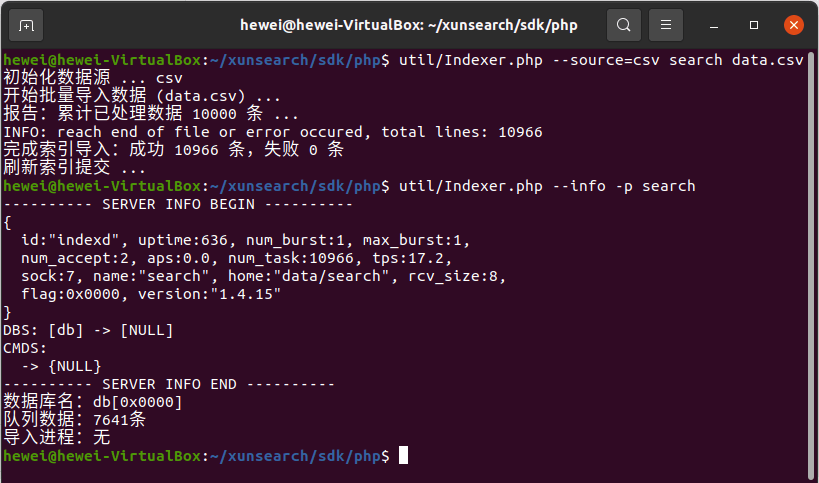 hewei@hewei-VirtualBox: ~/xunsearch/sdk/php
hewei@hewei-VirtualBox:~/xunsearch/sdk/php$ util/Indexer.php --source=csv search data.csv
初始化数据源 ... csv
开始批量导入数据 (data.csv) ...
报告：累计已处理数据 10000 条 ...
INFO: reach end of file or error occured, total lines: 10966
完成索引导入：成功 10966 条，失败 0 条
刷新索引提交 ...
hewei@hewei-VirtualBox:~/xunsearch/sdk/php$ util/Indexer.php --info -p search
---------- SERVER INFO BEGIN ----------
{
  id:"indexd", uptime:636, num_burst:1, max_burst:1,
  num_accept:2, aps:0.0, num_task:10966, tps:17.2,
  sock:7, name:"search", home:"data/search", rcv_size:8,
  flag:0x0000, version:"1.4.15"
}
DBS: [db] -> [NULL]
CMDS:
  -> {NULL}
---------- SERVER INFO END ----------
数据库名：db[0x0000]
队列数据：7641条
导入进程：无
hewei@hewei-VirtualBox:~/xunsearch/sdk/php$